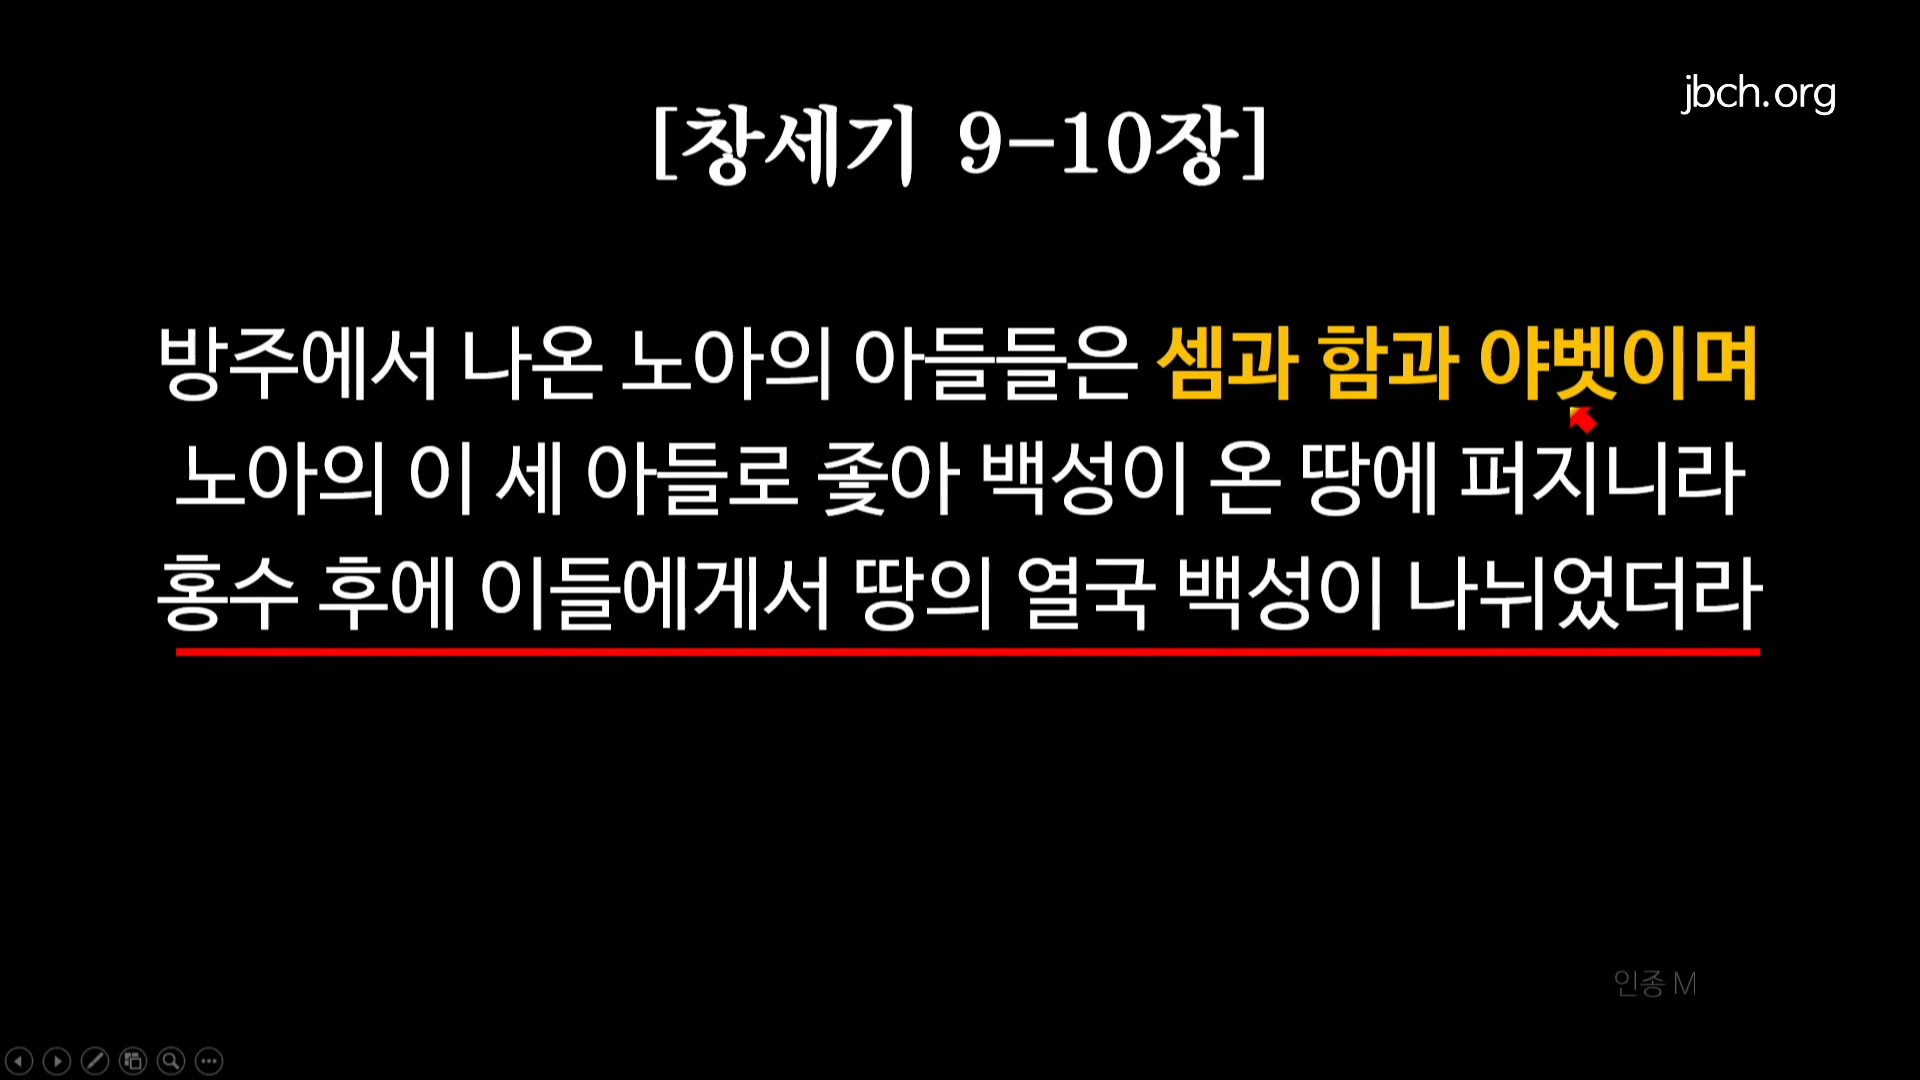 jbch.org
[창세기 9-10장]
방주에서 나온 노아의 아들들은 셈과 함과 야벳이며
노아의 이 세 아들로 좇아 백성이 온 땅에 퍼지니라
홍수 후에 이들에게서 땅의 열국 백성이 나뉘었더라
인종 M